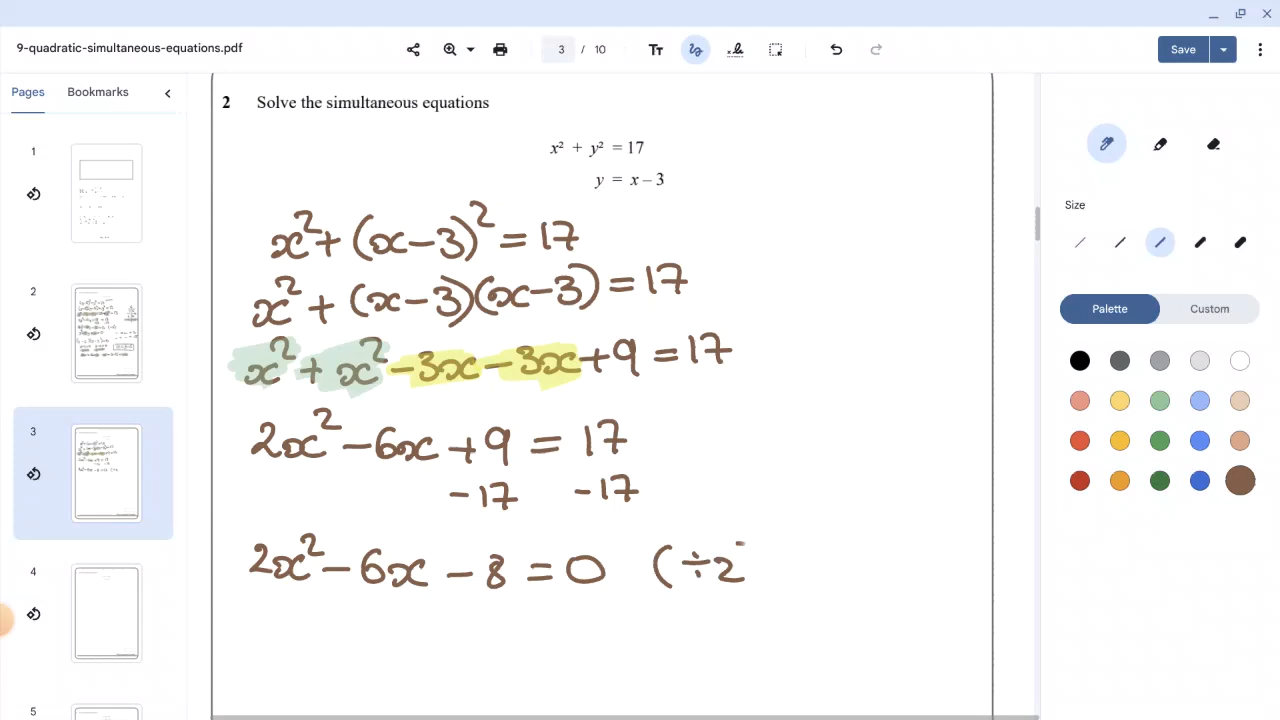 9-quadratic-simultaneous-equations.pdf
3 / 10
Tт
Save
Pages
Bookmarks
1
2
3
4
5
2 Solve the simultaneous equations
x² + y² = 17
y = x – 3
x² + (x – 3)² = 17
x² + (x – 3)(x – 3) = 17
x² + x² – 3x – 3x + 9 = 17
2x² – 6x + 9 = 17
– 17 – 17
2x² – 6x – 8 = 0 (÷2
Size
Palette
Custom